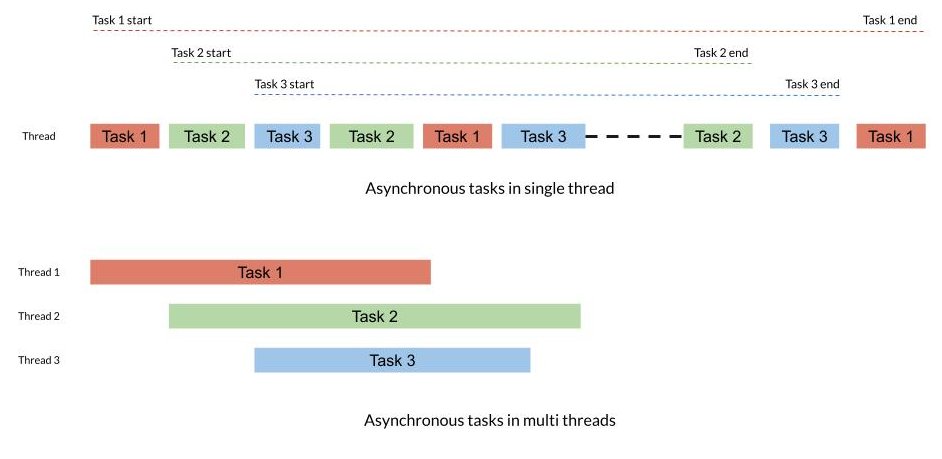 Task 1 start
Task 1 end
Task 2 start
Task 2 end
Task 3 start
Task 3 end
Thread Task 1 Task 2 Task 3 Task 2 Task 1 Task 3 Task 2 Task 3 Task 1
Asynchronous tasks in single thread
Thread 1 Task 1
Thread 2 Task 2
Thread 3 Task 3
Asynchronous tasks in multi threads